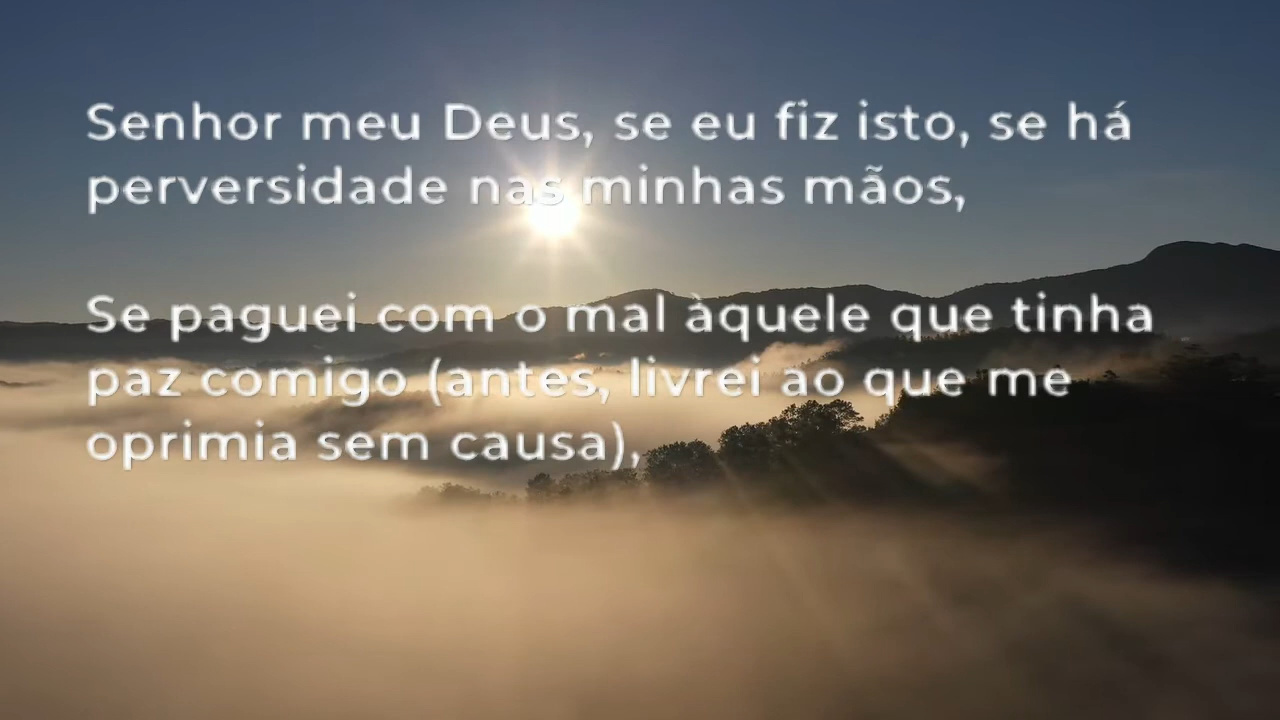 Senhor meu Deus, se eu fiz isto, se há
perversidade nas minhas mãos,
Se paguei com o mal àquele que tinha
paz comigo (antes, livrei ao que me
oprimia sem causa),